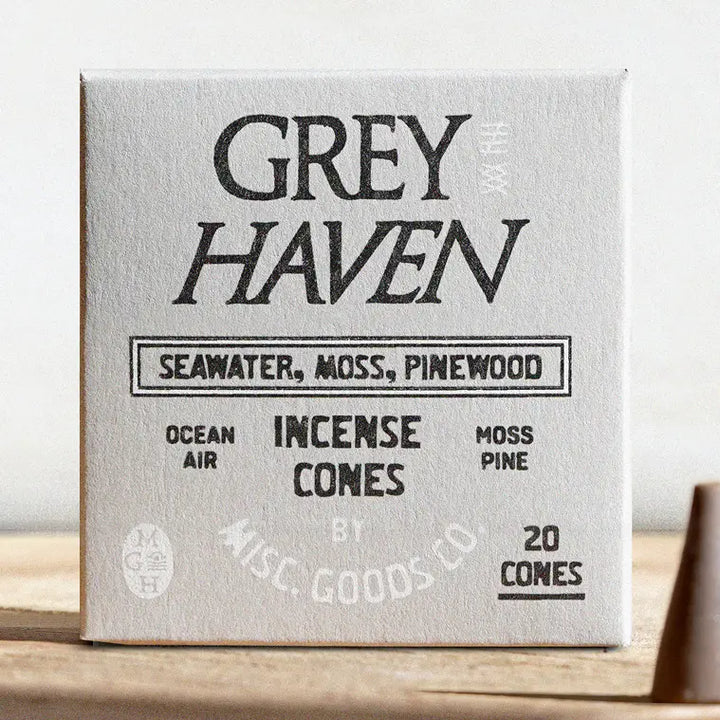 GREY
HAVEN
SEAWATER, MOSS, PINEWOOD
OCEAN
AIR
INCENSE
CONES
MOSS
PINE
BY
MISC. GOODS CO.
M
G
H
20
CONES